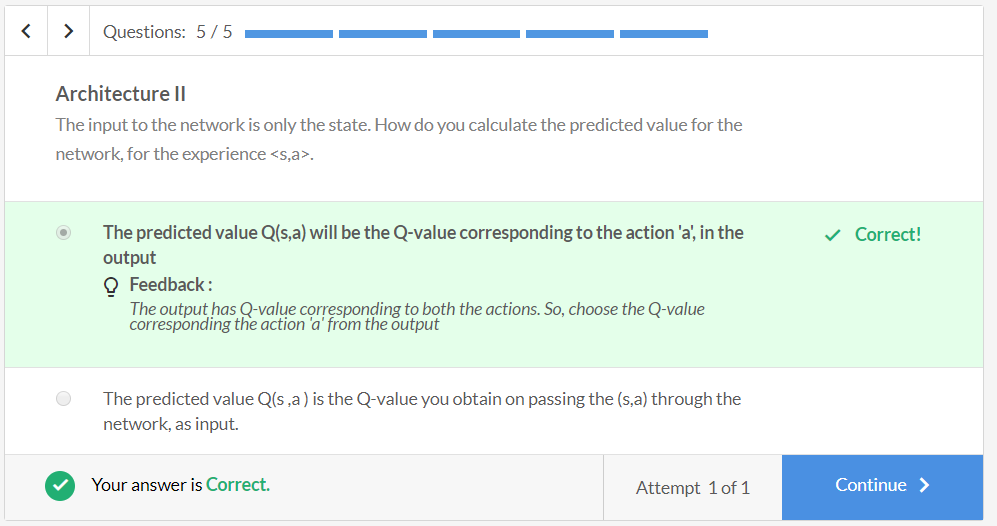 Questions: 5 / 5
Architecture II
The input to the network is only the state. How do you calculate the predicted value for the
network, for the experience <s,a>.
The predicted value Q(s,a) will be the Q-value corresponding to the action 'a', in the
output
Correct!
Feedback :
The output has Q-value corresponding to both the actions. So, choose the Q-value
corresponding the action 'a' from the output
The predicted value Q(s ,a ) is the Q-value you obtain on passing the (s,a) through the
network, as input.
Your answer is Correct.
Attempt 1 of 1
Continue